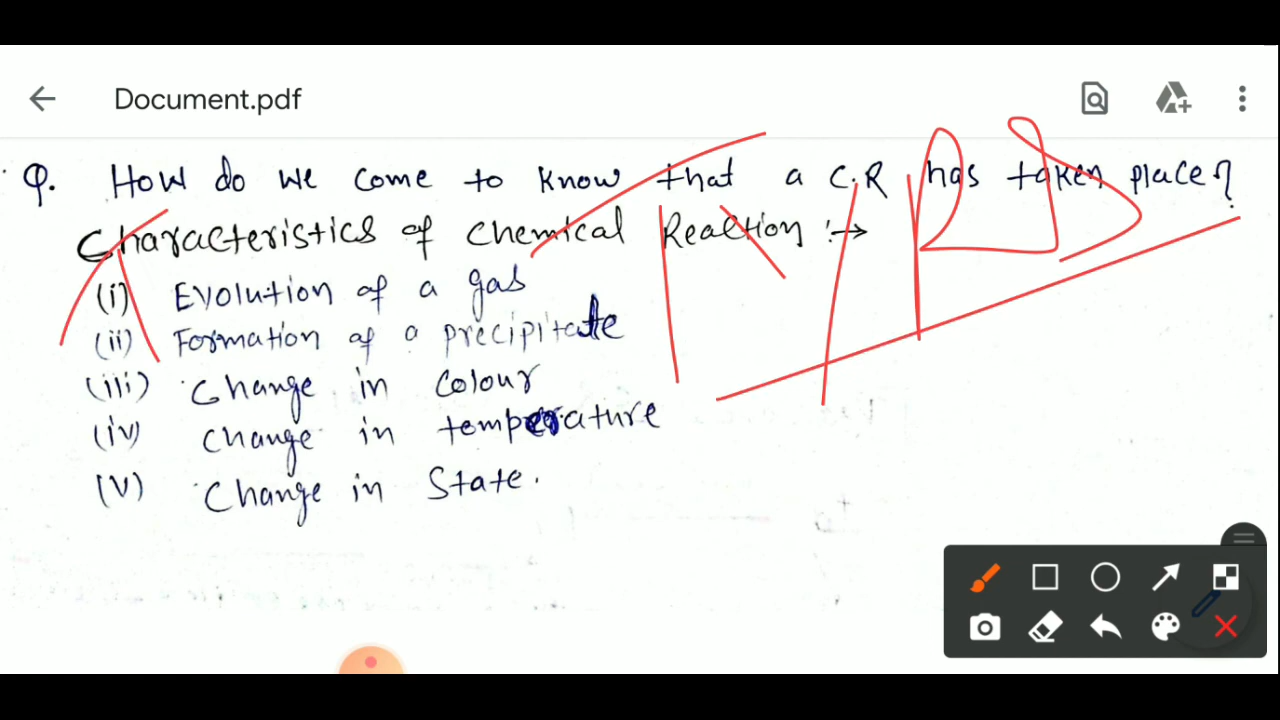 Document.pdf
Q. How do we come to know that a C.R has taken place?
Characteristics of Chemical Reaction :→
(i) Evolution of a gas
(ii) Formation of a precipitate
(iii) Change in Colour
(iv) Change in temperature
(v) Change in State.